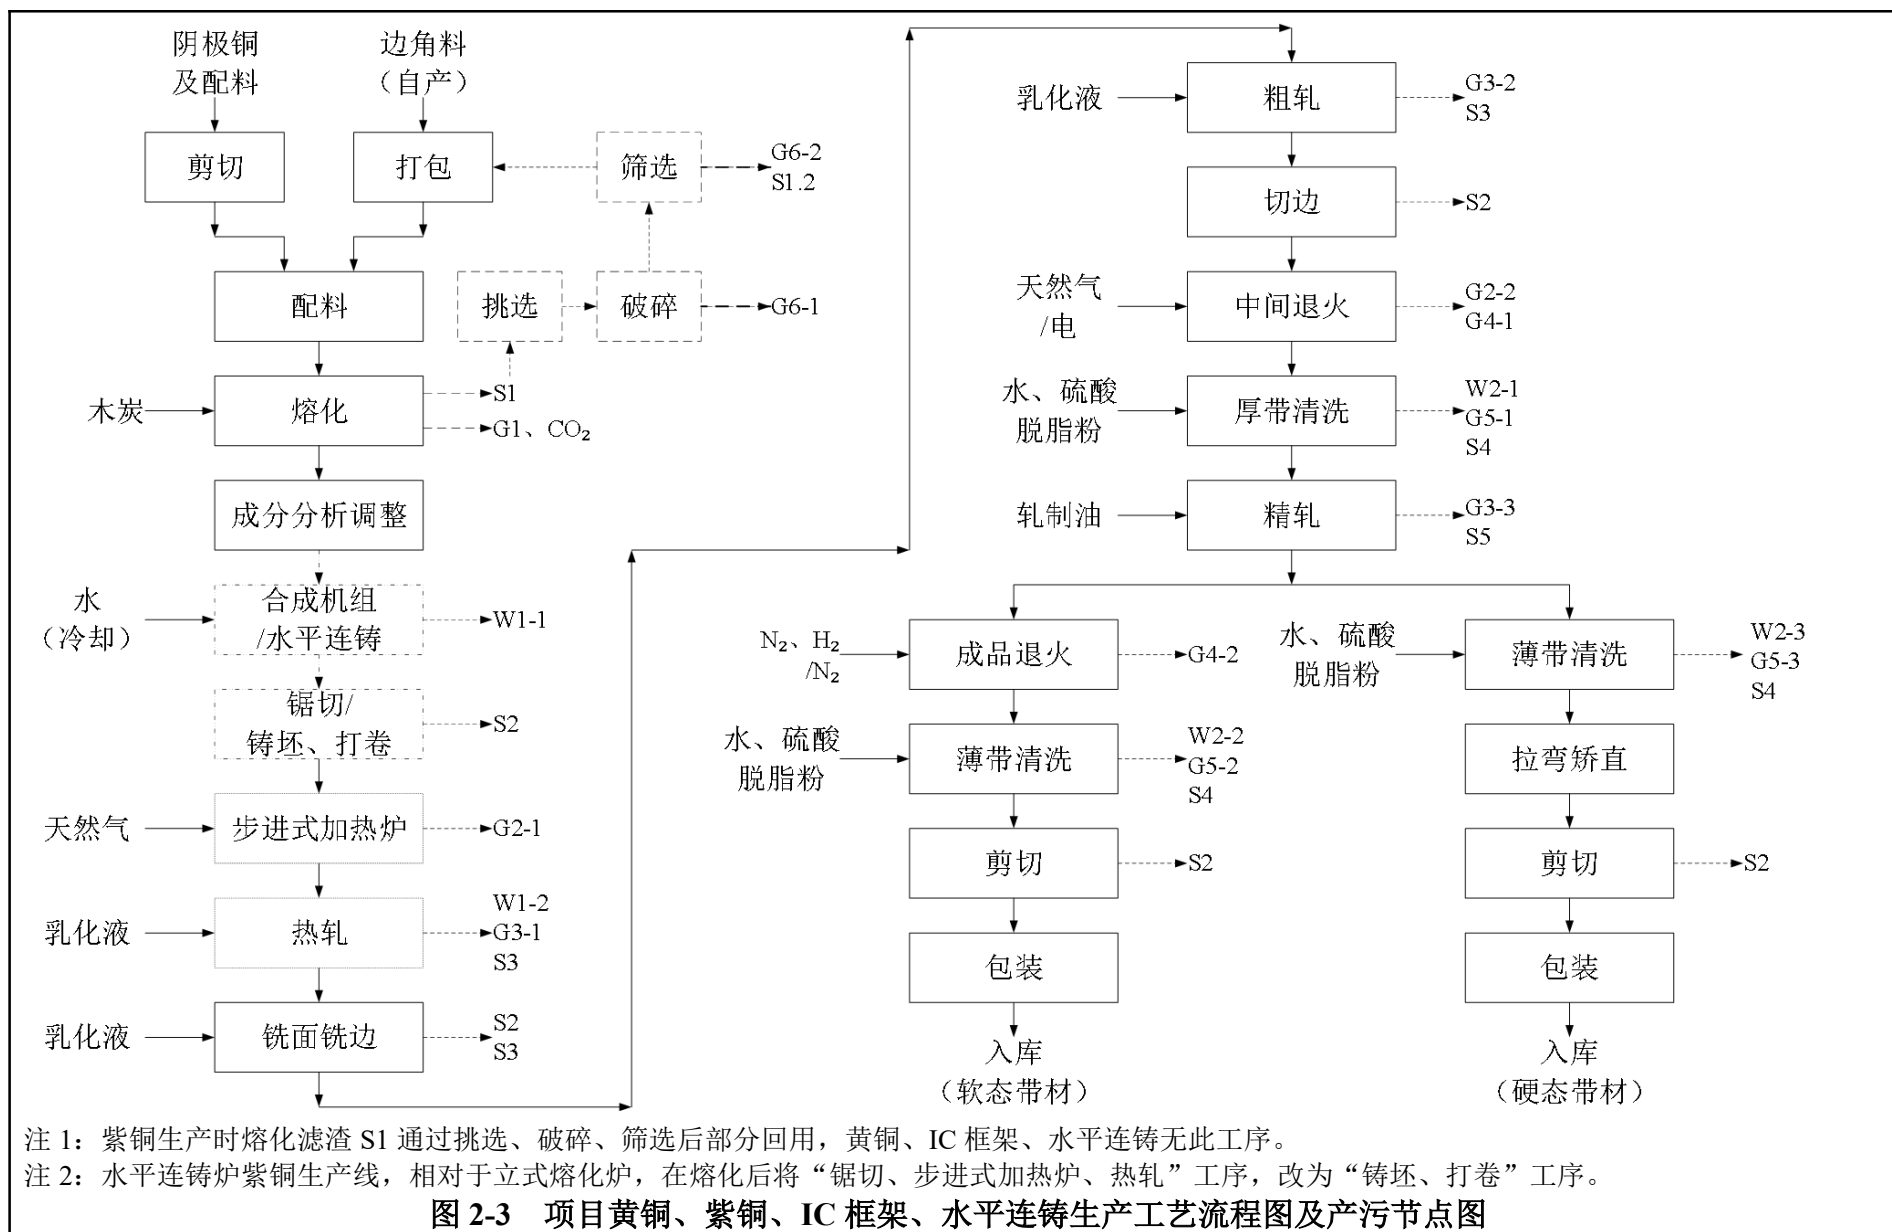 阴极铜
及配料
边角料
（自产）
剪切
打包
筛选
G6-2
S1.2
配料
挑选
破碎
G6-1
木炭
熔化
S1
G1、CO₂
成分分析调整
水
（冷却）
合成机组
/水平连铸
W1-1
锯切/
铸坯、打卷
S2
天然气
步进式加热炉
G2-1
乳化液
热轧
W1-2
G3-1
S3
乳化液
铣面铣边
S2
S3
乳化液
粗轧
G3-2
S3
切边
S2
天然气
/电
中间退火
G2-2
G4-1
水、硫酸
脱脂粉
厚带清洗
W2-1
G5-1
S4
轧制油
精轧
G3-3
S5
N₂、H₂
/N₂
成品退火
G4-2
水、硫酸
脱脂粉
薄带清洗
W2-2
G5-2
S4
剪切
S2
包装
入库
（软态带材）
水、硫酸
脱脂粉
薄带清洗
W2-3
G5-3
S4
拉弯矫直
剪切
S2
包装
入库
（硬态带材）
注 1：紫铜生产时熔化滤渣 S1 通过挑选、破碎、筛选后部分回用，黄铜、IC 框架、水平连铸无此工序。
注 2：水平连铸炉紫铜生产线，相对于立式熔化炉，在熔化后将“锯切、步进式加热炉、热轧”工序，改为“铸坯、打卷”工序。
图 2-3 项目黄铜、紫铜、IC 框架、水平连铸生产工艺流程图及产污节点图